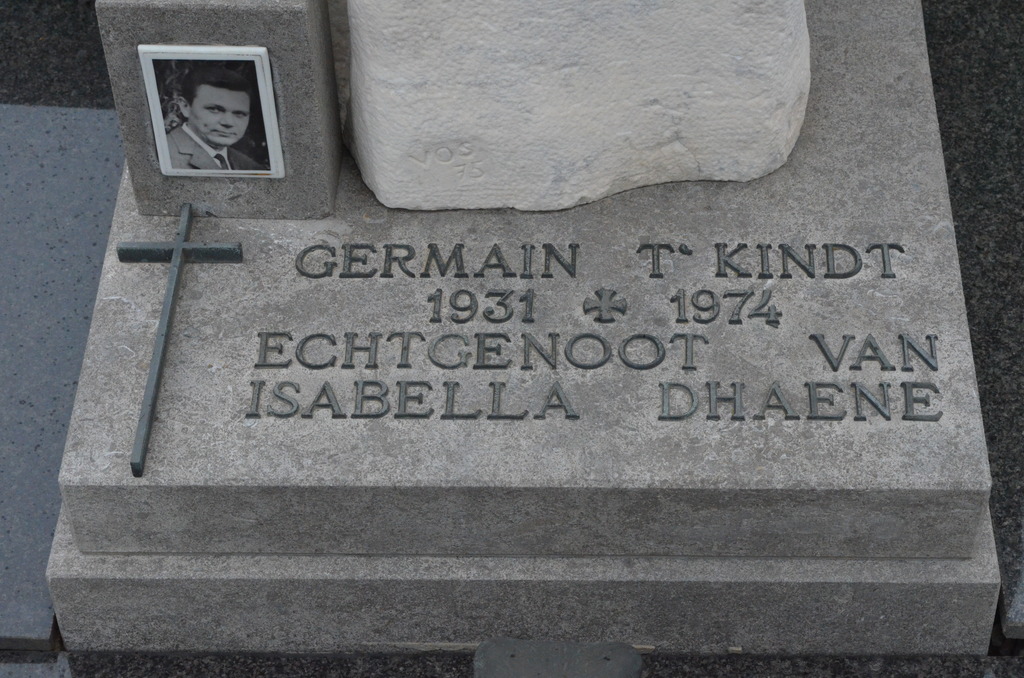 VOS
75
GERMAIN T'KINDT
1931 ✠ 1974
ECHTGENOOT VAN
ISABELLA DHAENE